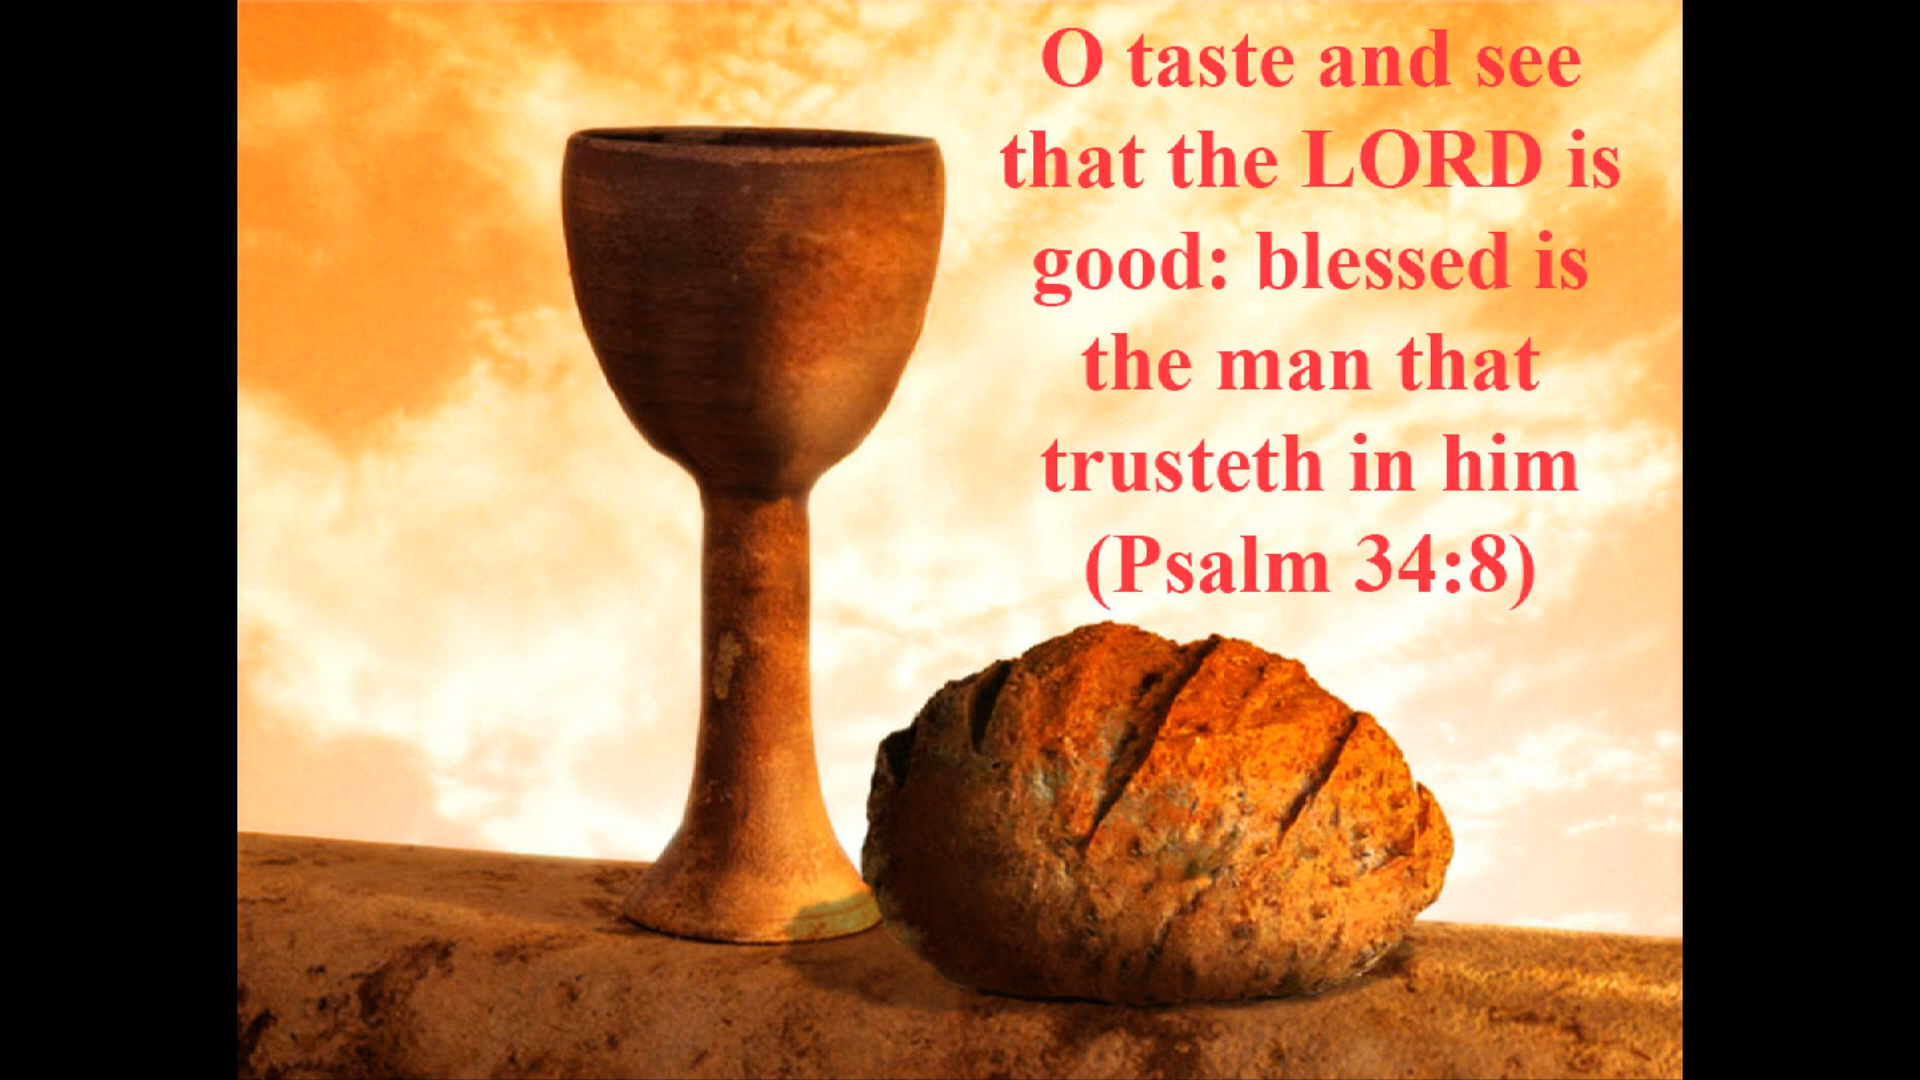 O taste and see
that the LORD is
good: blessed is
the man that
trusteth in him
(Psalm 34:8)